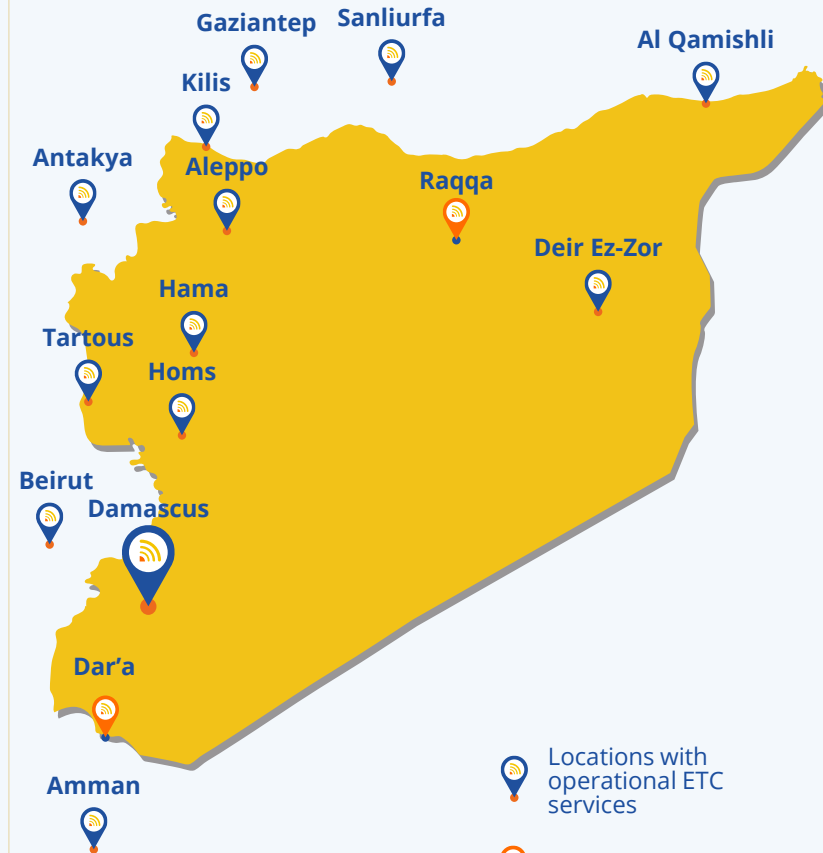 Sanliurfa
Gaziantep
Al Qamishli
Kilis
Antakya
Aleppo
Raqqa
Deir Ez-Zor
Hama
Tartous
Homs
Beirut
Damascus
Dar’a
Locations with
operational ETC
services
Amman